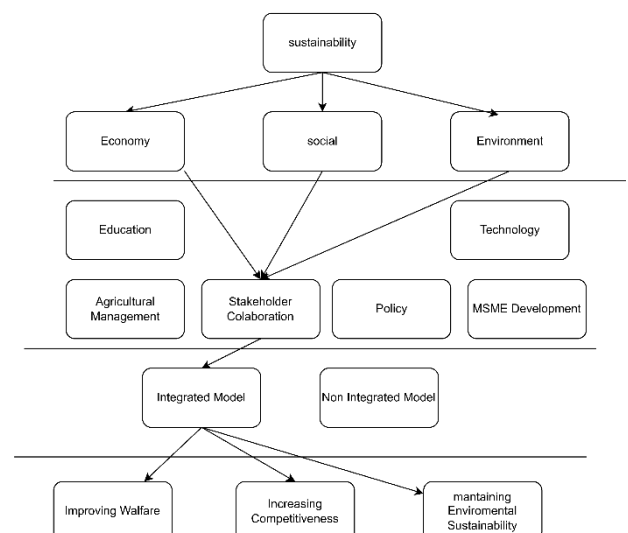 sustainability
Economy
social
Environment
Education
Technology
Agricultural
Management
Stakeholder
Colaboration
Policy
MSME Development
Integrated Model
Non Integrated Model
Improving Walfare
Increasing
Competitiveness
mantaining
Enviromental
Sustainability